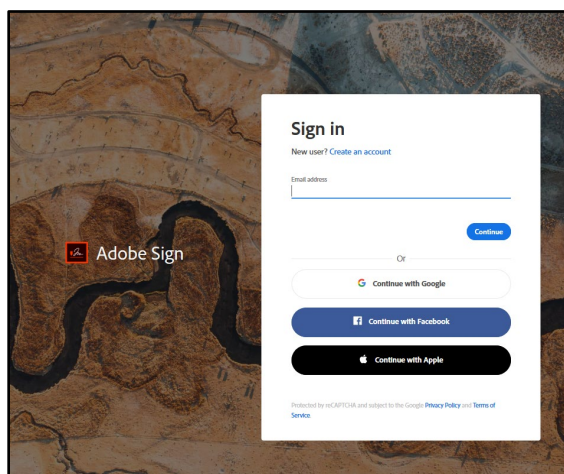 Adobe Sign
Sign in
New user? Create an account
Email address
Continue
Or
Continue with Google
Continue with Facebook
Continue with Apple
Protected by reCAPTCHA and subject to the Google Privacy Policy and Terms of
Service.